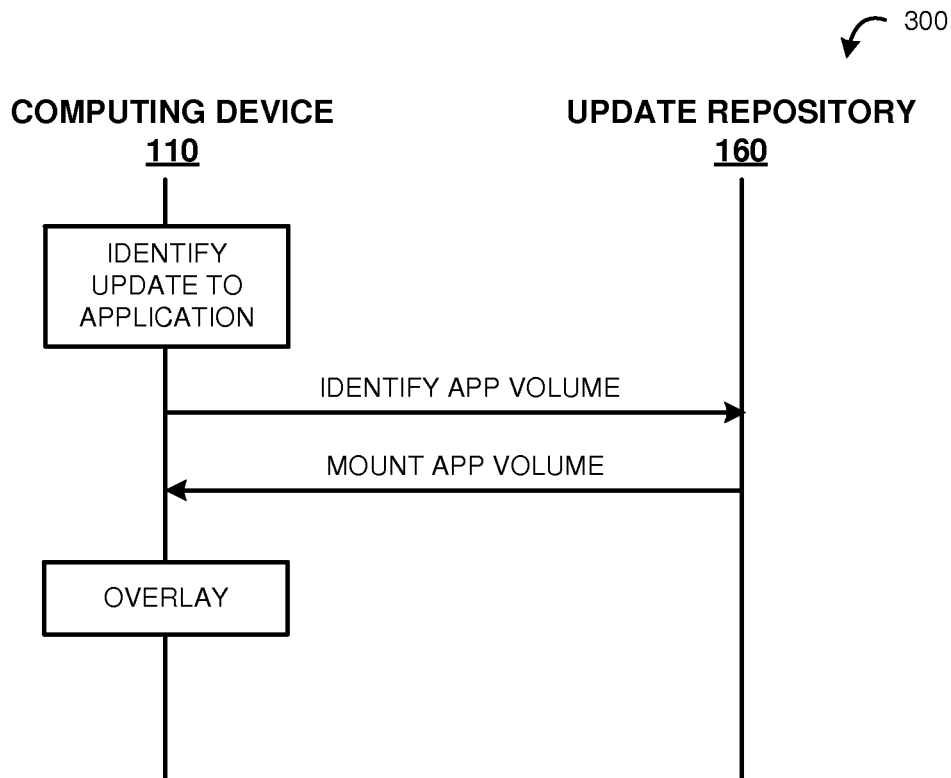 300
COMPUTING DEVICE
110
UPDATE REPOSITORY
160
IDENTIFY
UPDATE TO
APPLICATION
IDENTIFY APP VOLUME
MOUNT APP VOLUME
OVERLAY